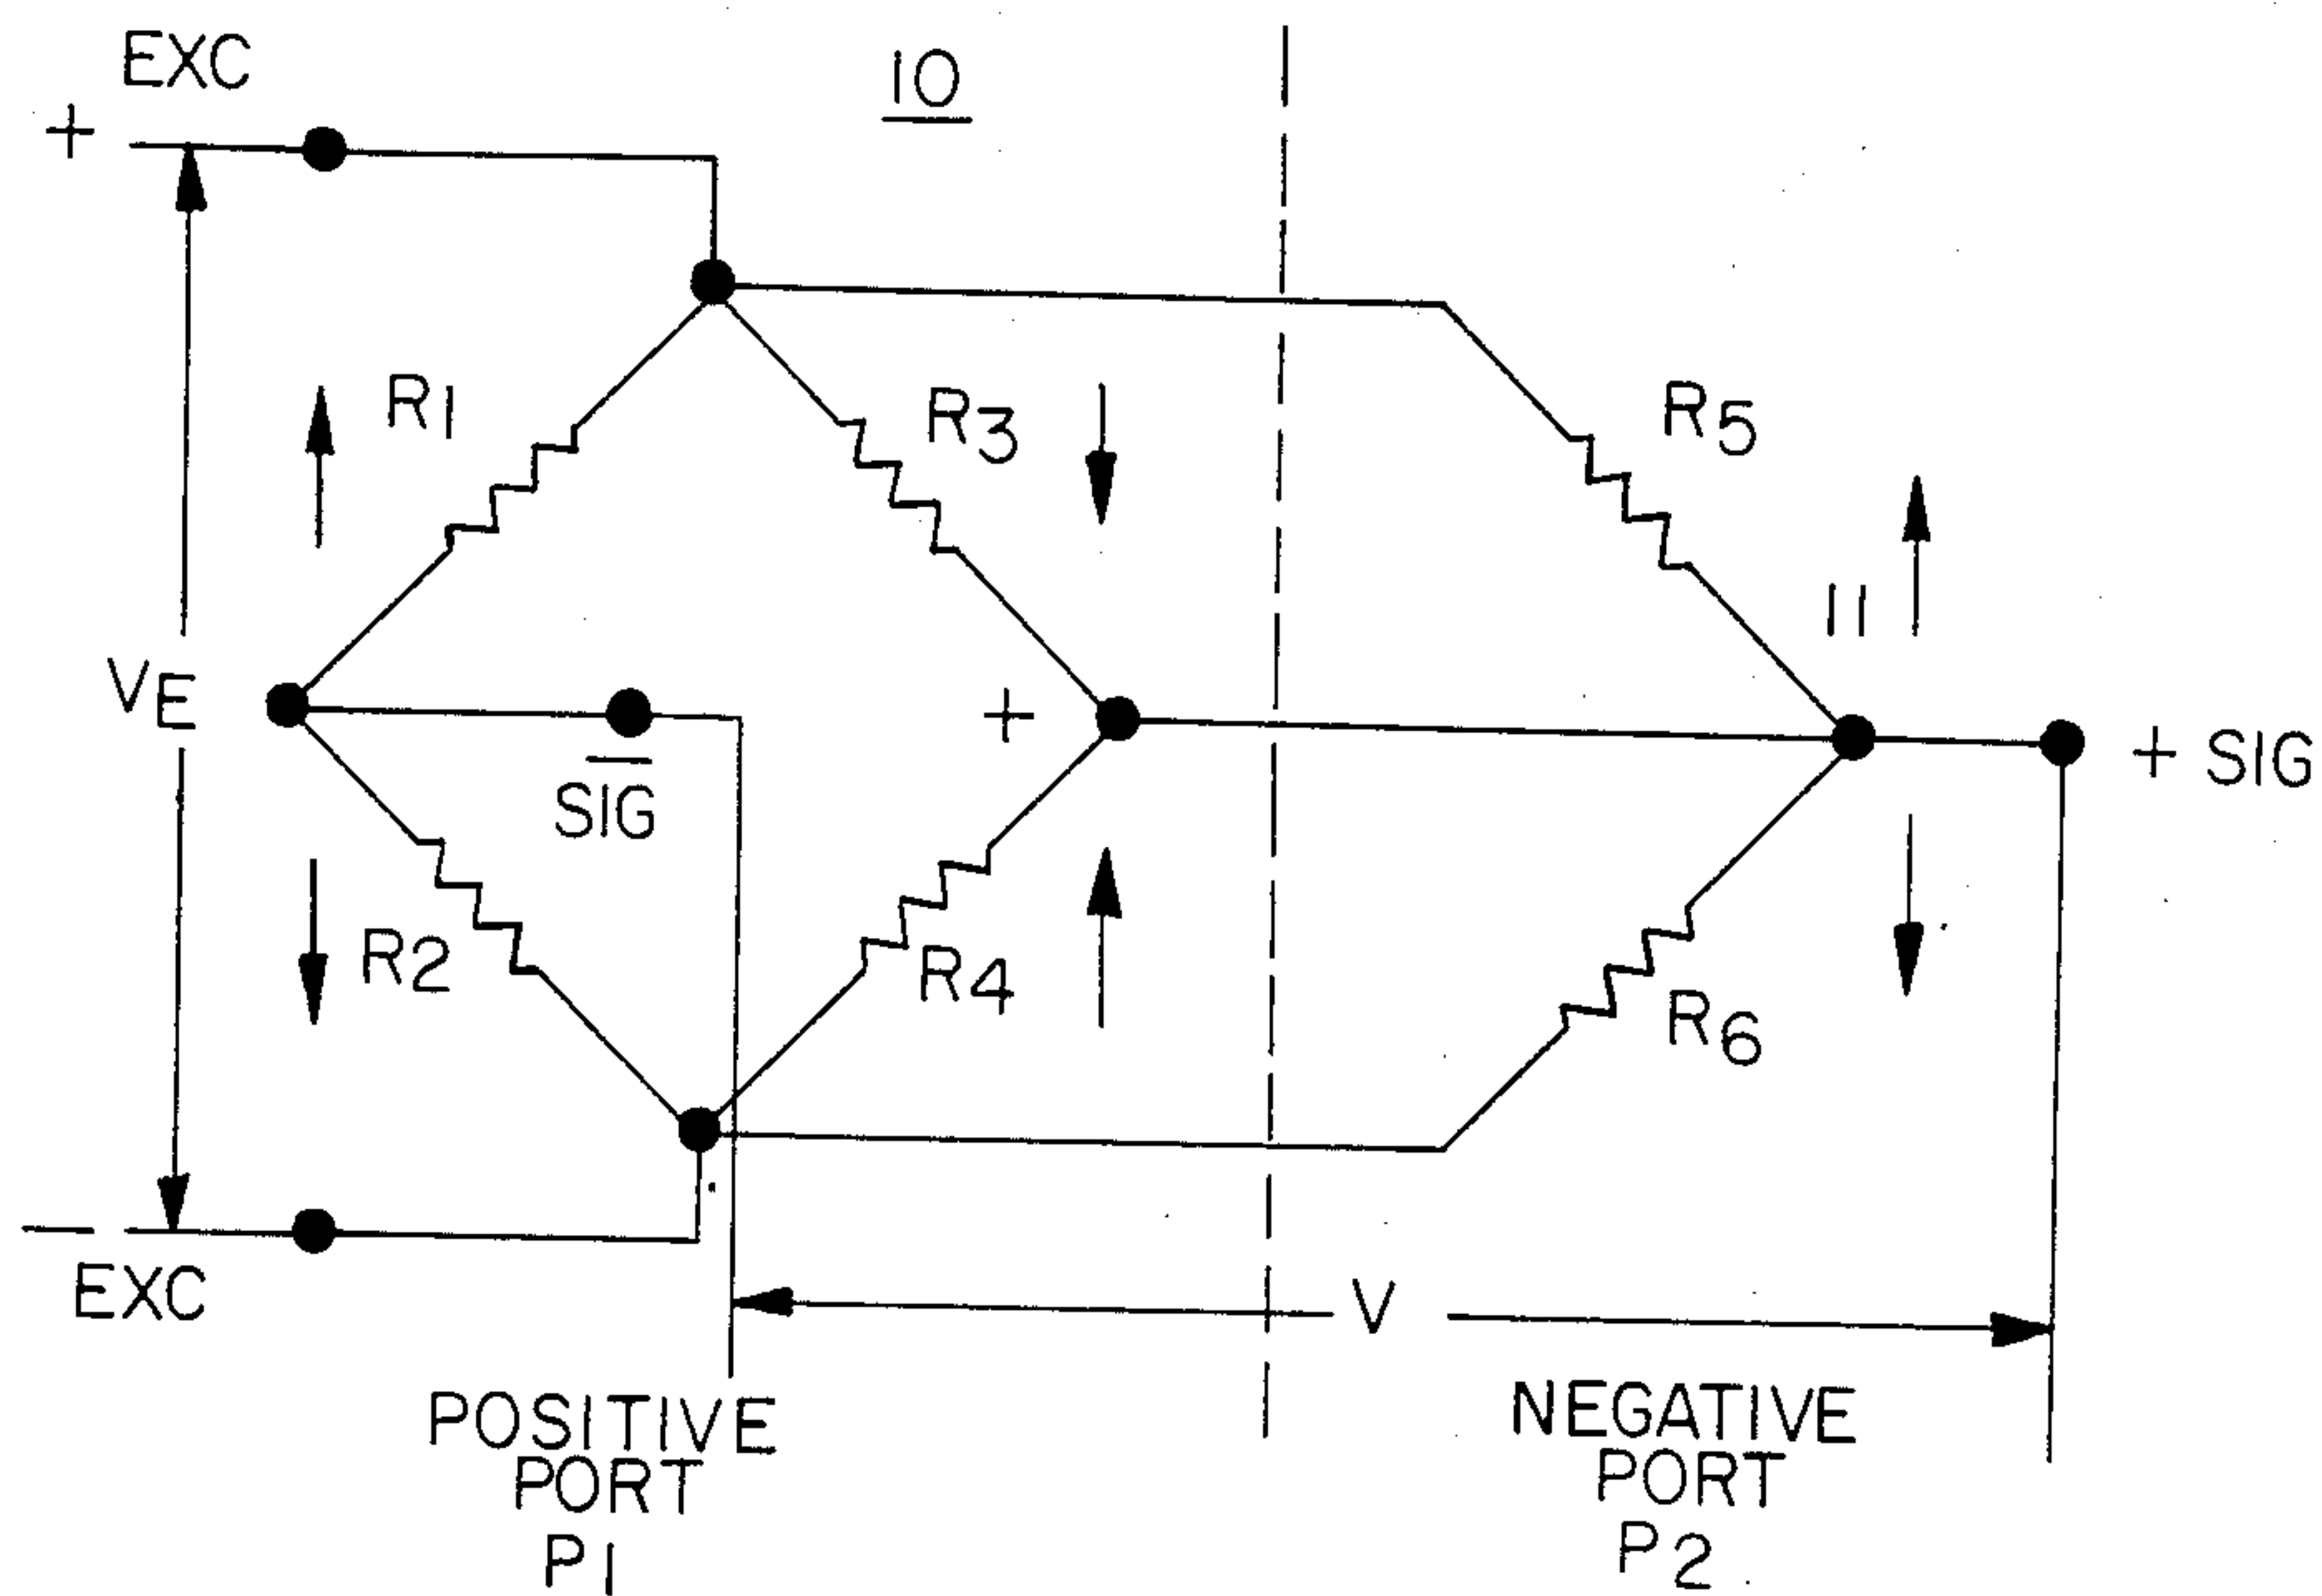 EXC
+
10
R1
R3
R5
11
VE
+
+ SIG
SIG
R2
R4
R6
−
EXC
V
POSITIVE
PORT
P1
NEGATIVE
PORT
P2